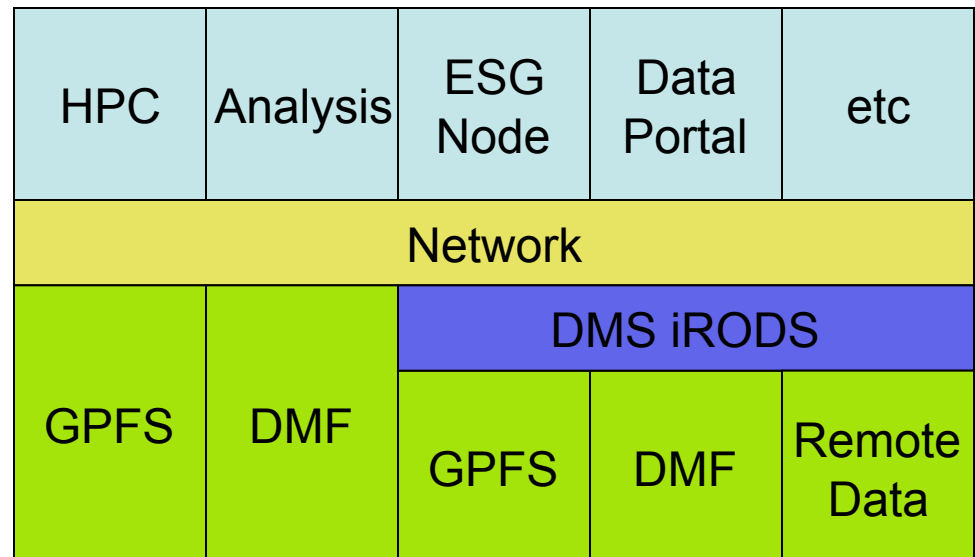 HPC
Analysis
ESG
Node
Data
Portal
etc
Network
DMS iRODS
GPFS
DMF
GPFS
DMF
Remote
Data